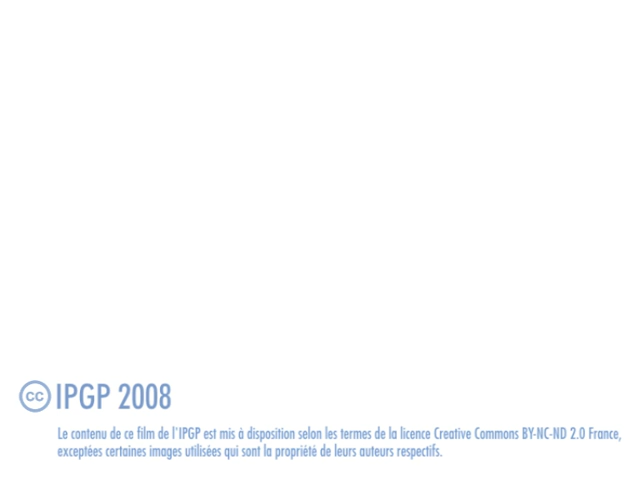 cc IPGP 2008
Le contenu de ce film de l'IPGP est mis à disposition selon les termes de la licence Creative Commons BY-NC-ND 2.0 France,
exceptées certaines images utilisées qui sont la propriété de leurs auteurs respectifs.